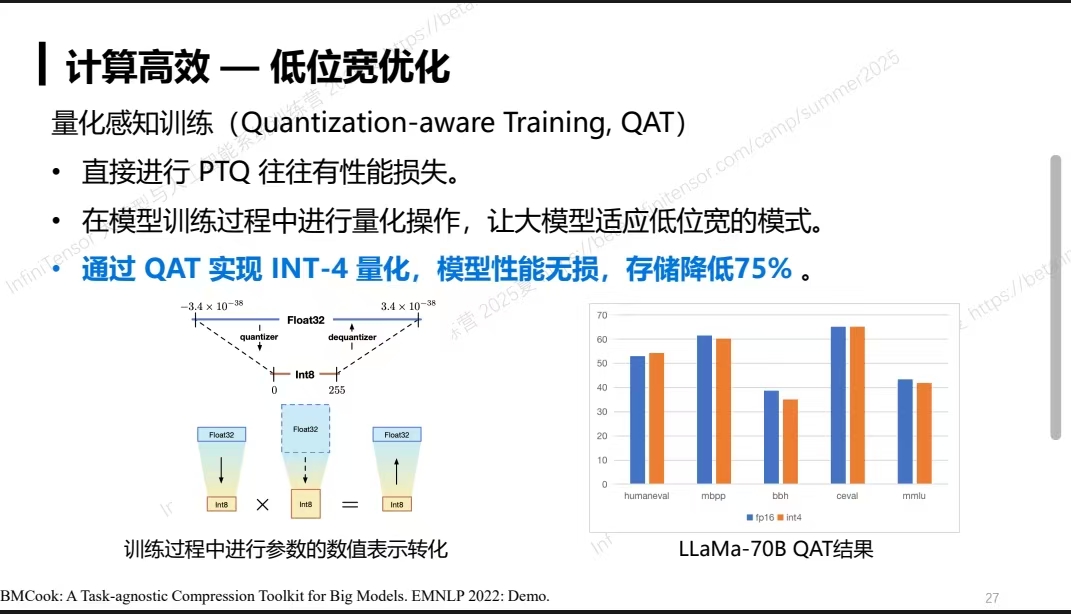 计算高效 — 低位宽优化
量化感知训练（Quantization-aware Training, QAT）
• 直接进行 PTQ 往往有性能损失。
• 在模型训练过程中进行量化操作，让大模型适应低位宽的模式。
• 通过 QAT 实现 INT-4 量化，模型性能无损，存储降低75% 。
−3.4 × 10⁻³⁸ 3.4 × 10⁻³⁸
Float32
quantizer dequantizer
Int8
0 255
Float32 Float32 Float32
Int8 × Int8 = Int8
训练过程中进行参数的数值表示转化
70
60
50
40
30
20
10
0
humaneval mbpp bbh ceval mmlu
fp16 int4
LLaMa-70B QAT结果
BMCook: A Task-agnostic Compression Toolkit for Big Models. EMNLP 2022: Demo.
27